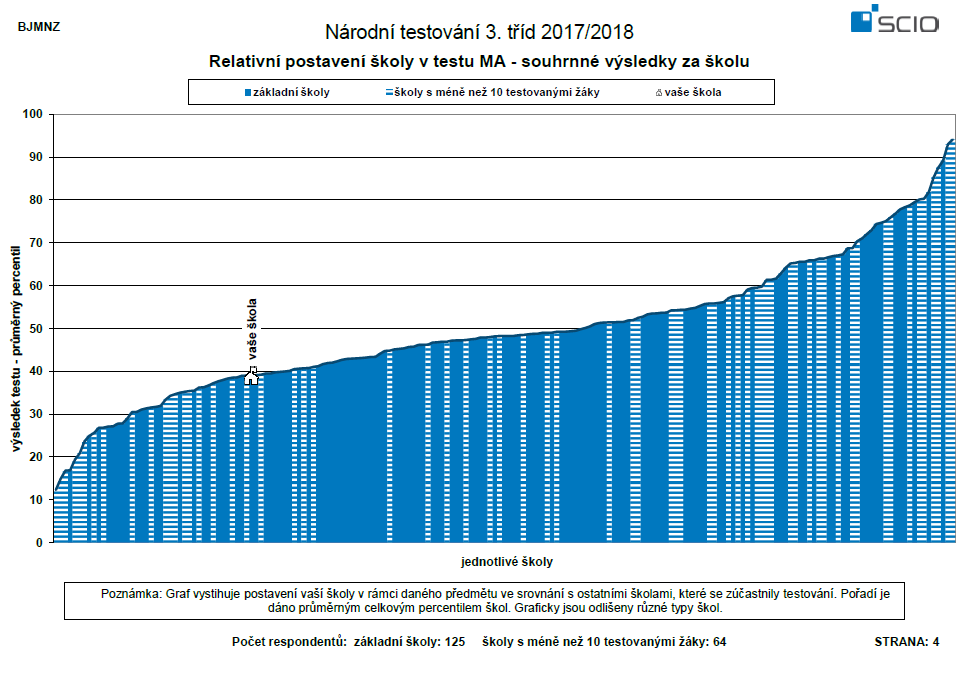 BJMNZ
Národní testování 3. tříd 2017/2018
SCIO
Relativní postavení školy v testu MA - souhrnné výsledky za školu
základní školy školy s méně než 10 testovanými žáky vaše škola
výsledek testu - průměrný percentil
100
90
80
70
60
50
40
30
20
10
0
vaše škola
jednotlivé školy
Poznámka: Graf vystihuje postavení vaší školy v rámci daného předmětu ve srovnání s ostatními školami, které se zúčastnily testování. Pořadí je
dáno průměrným celkovým percentilem škol. Graficky jsou odlišeny různé typy škol.
Počet respondentů: základní školy: 125 školy s méně než 10 testovanými žáky: 64
STRANA: 4